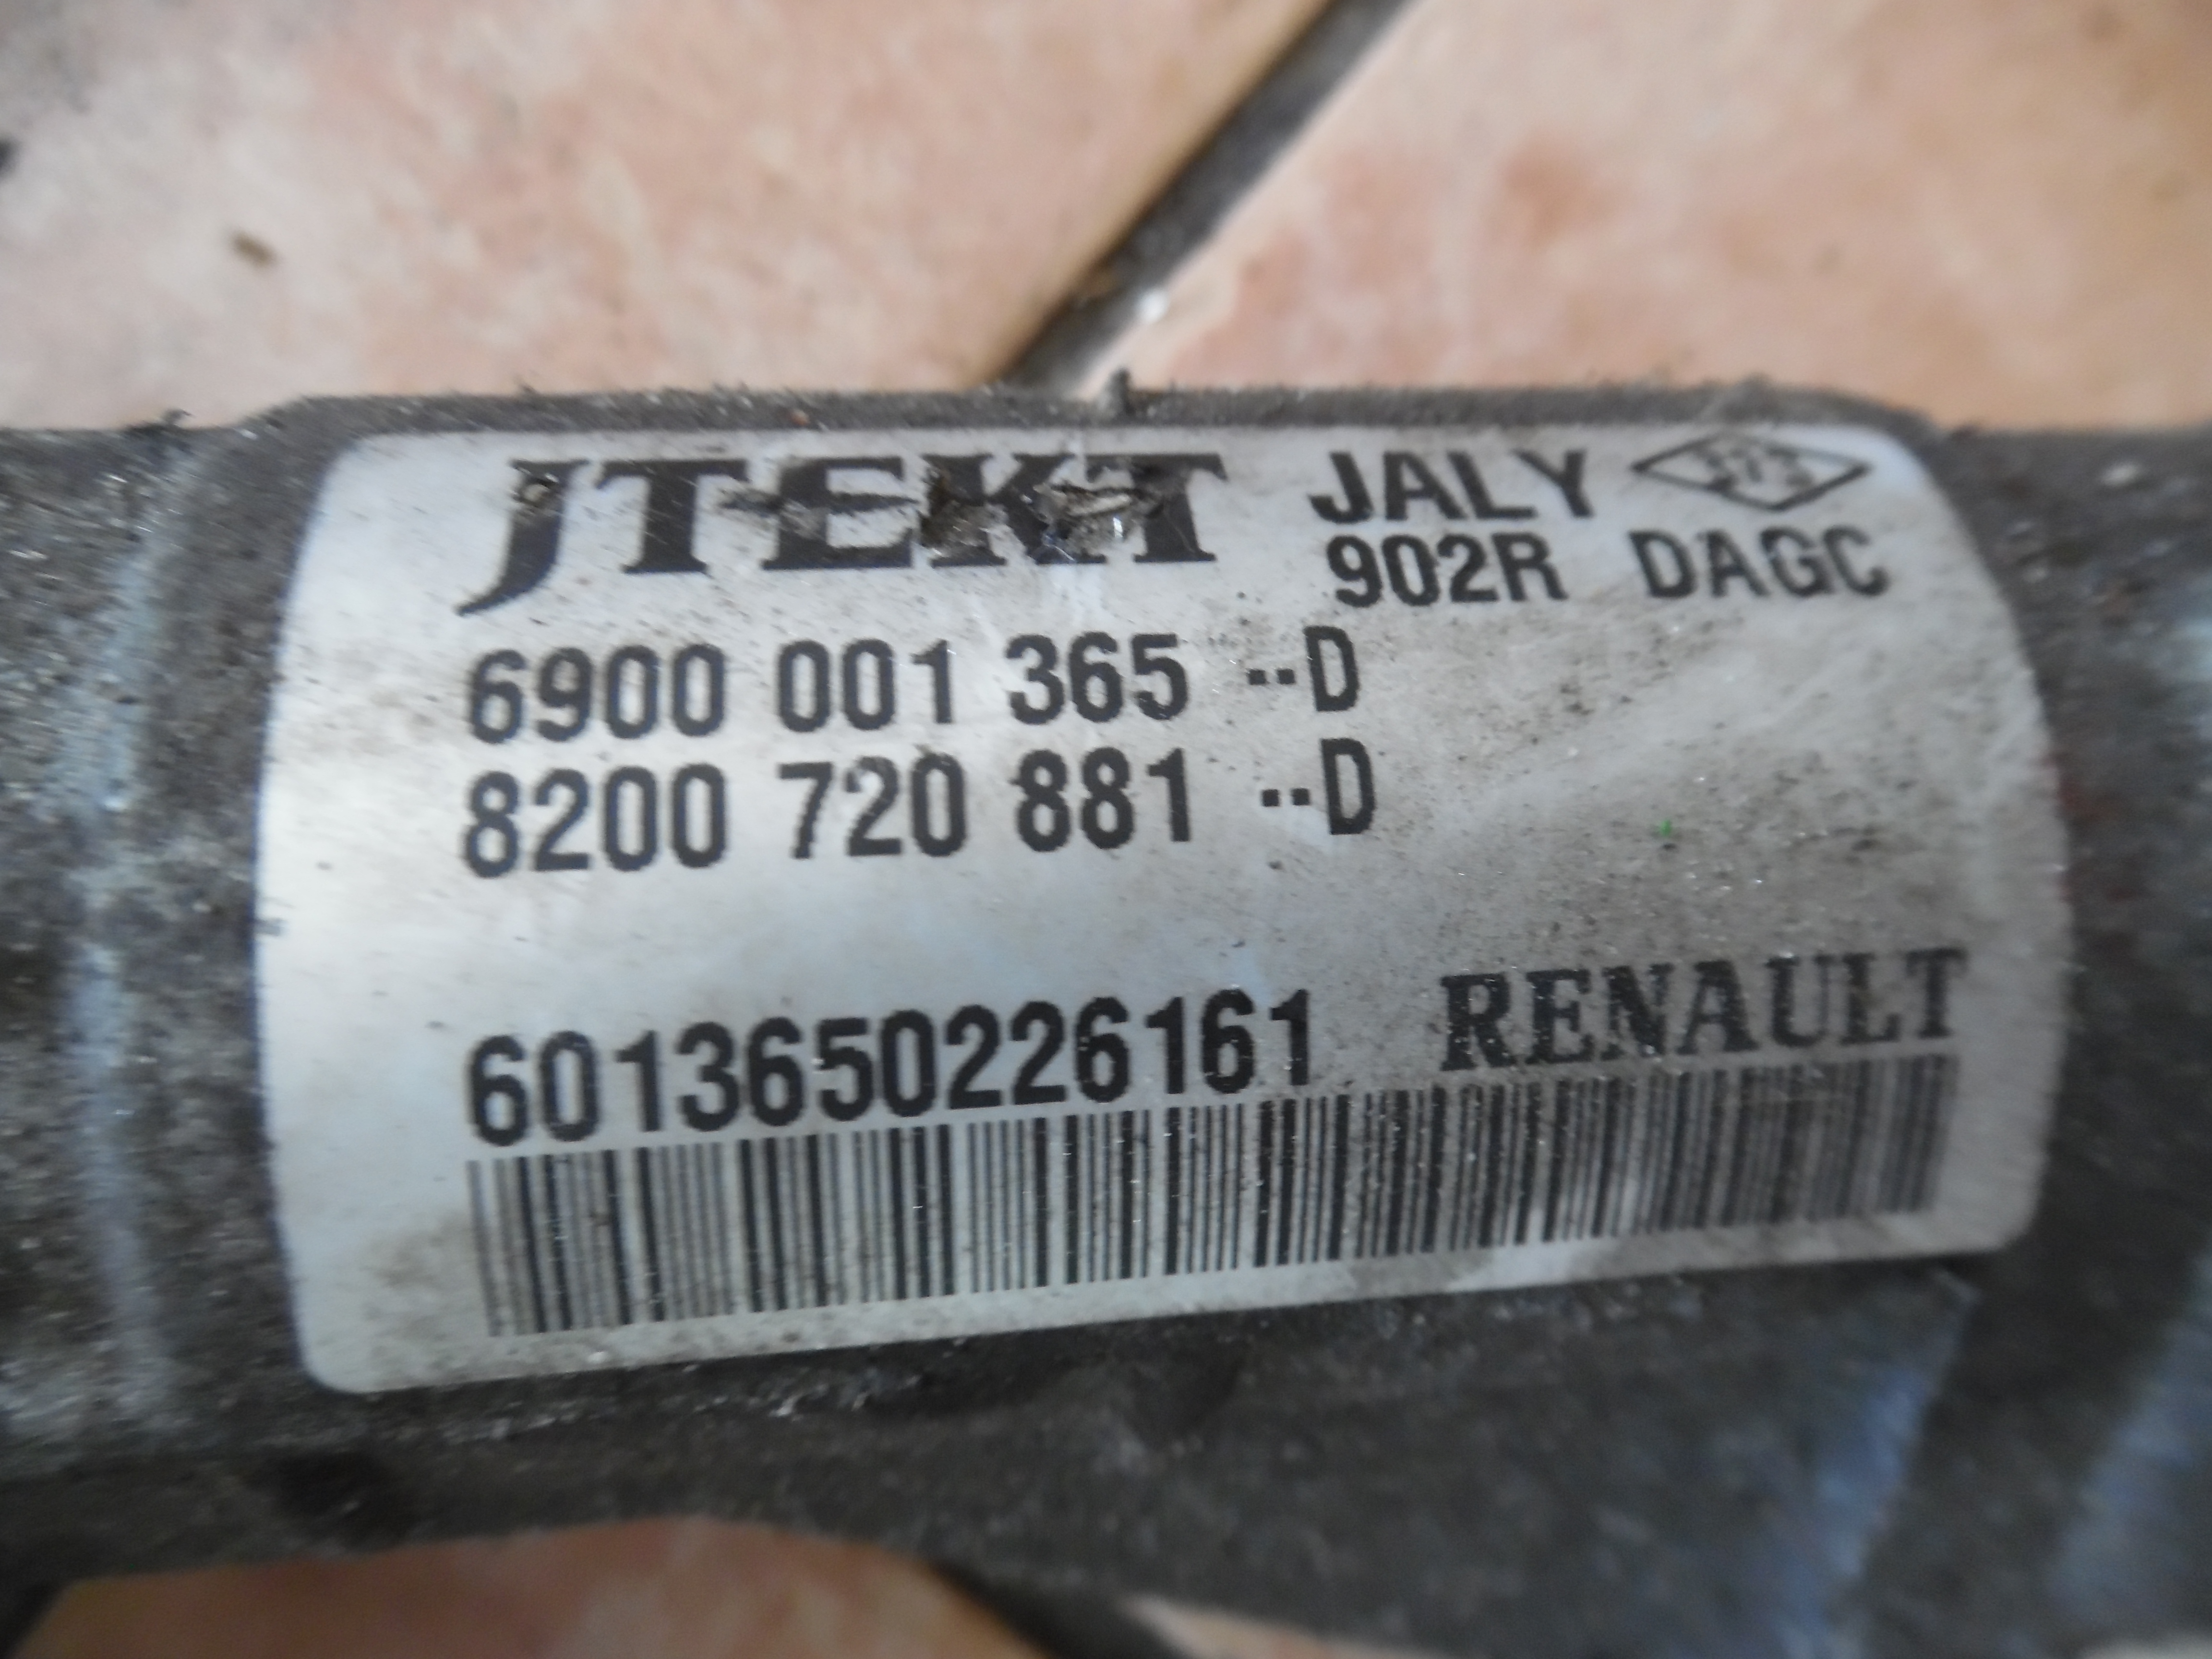 JTEKT JALY
902R DAGC
6900 001 365 --D
8200 720 881 --D
6013650226161 RENAULT